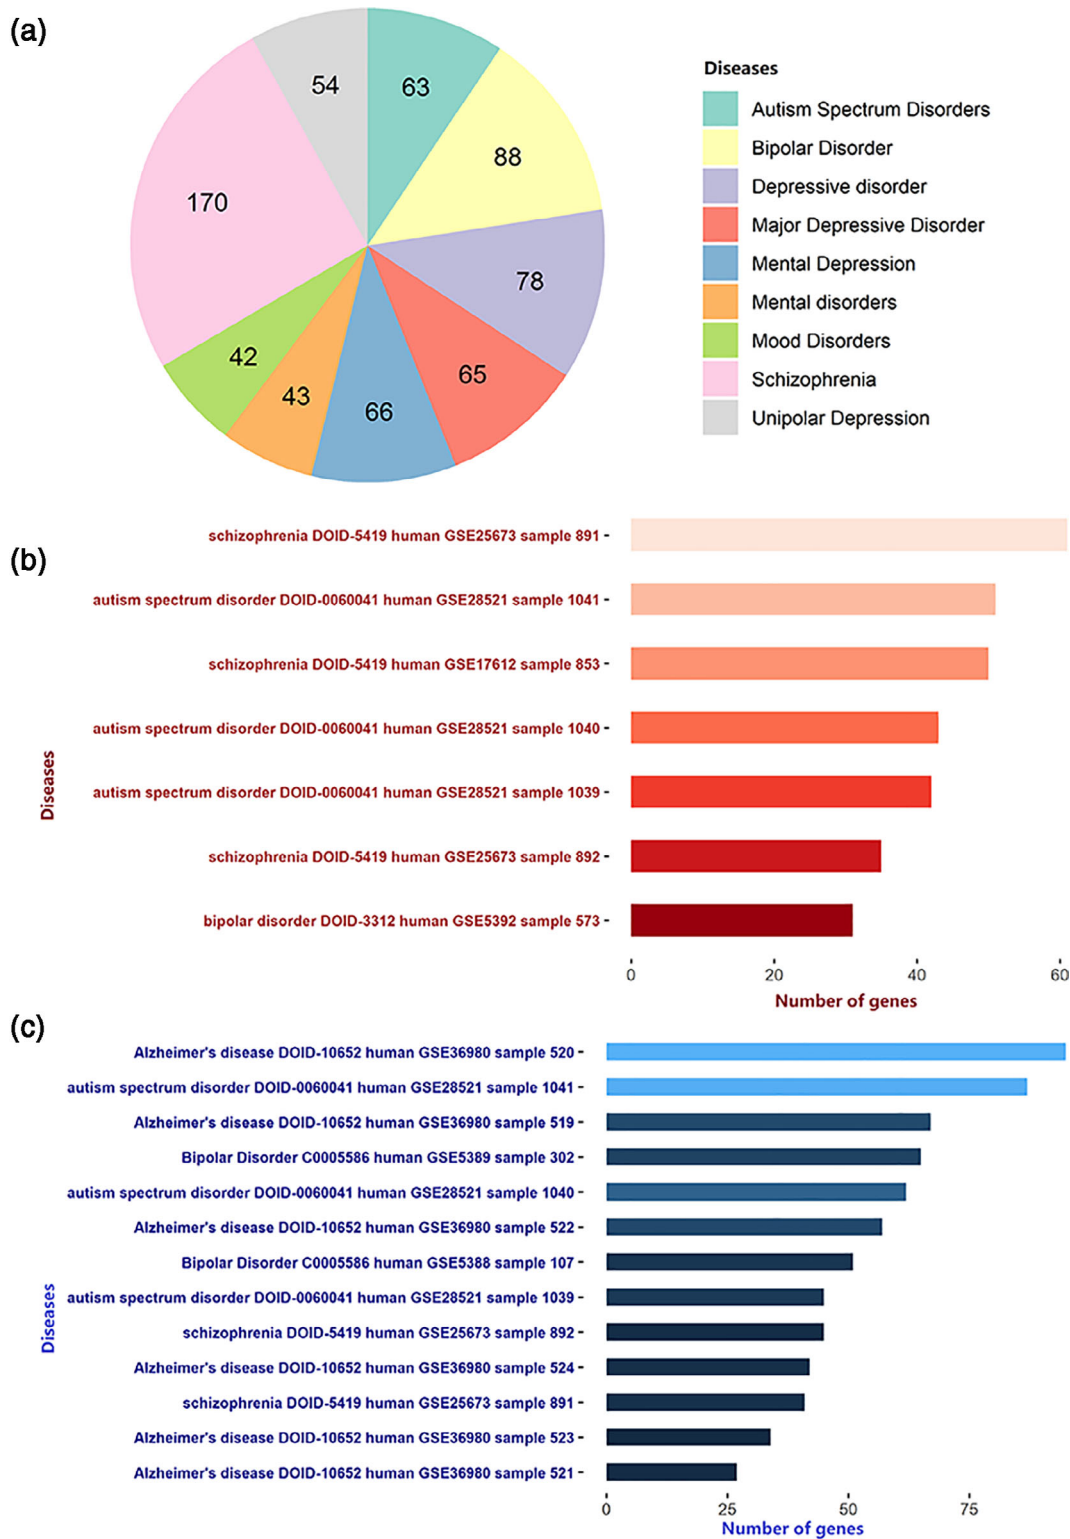 (a)
54
63
88
170
78
42
65
43
66
Diseases
Autism Spectrum Disorders
Bipolar Disorder
Depressive disorder
Major Depressive Disorder
Mental Depression
Mental disorders
Mood Disorders
Schizophrenia
Unipolar Depression
(b)
schizophrenia DOID-5419 human GSE25673 sample 891
autism spectrum disorder DOID-0060041 human GSE28521 sample 1041
schizophrenia DOID-5419 human GSE17612 sample 853
autism spectrum disorder DOID-0060041 human GSE28521 sample 1040
autism spectrum disorder DOID-0060041 human GSE28521 sample 1039
schizophrenia DOID-5419 human GSE25673 sample 892
bipolar disorder DOID-3312 human GSE5392 sample 573
Diseases
0 20 40 60
Number of genes
(c)
Alzheimer's disease DOID-10652 human GSE36980 sample 520
autism spectrum disorder DOID-0060041 human GSE28521 sample 1041
Alzheimer's disease DOID-10652 human GSE36980 sample 519
Bipolar Disorder C0005586 human GSE5389 sample 302
autism spectrum disorder DOID-0060041 human GSE28521 sample 1040
Alzheimer's disease DOID-10652 human GSE36980 sample 522
Bipolar Disorder C0005586 human GSE5388 sample 107
autism spectrum disorder DOID-0060041 human GSE28521 sample 1039
schizophrenia DOID-5419 human GSE25673 sample 892
Alzheimer's disease DOID-10652 human GSE36980 sample 524
schizophrenia DOID-5419 human GSE25673 sample 891
Alzheimer's disease DOID-10652 human GSE36980 sample 523
Alzheimer's disease DOID-10652 human GSE36980 sample 521
Diseases
0 25 50 75
Number of genes